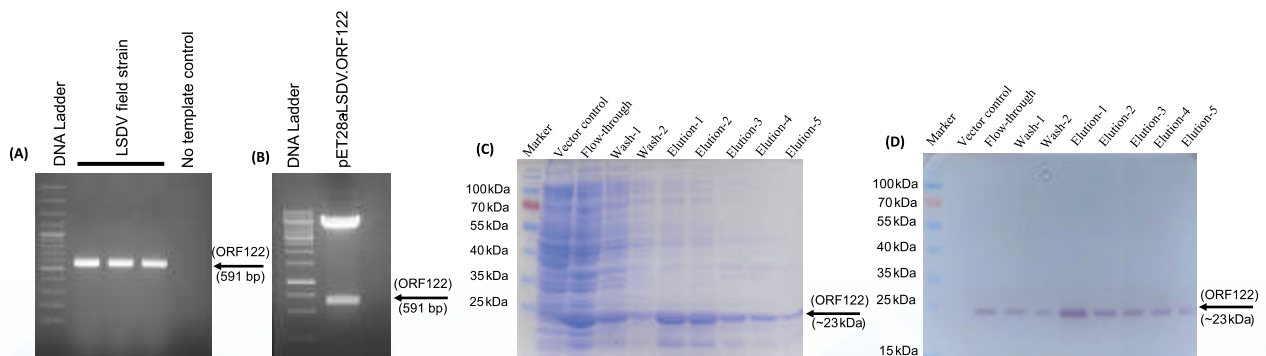 (A)
DNA Ladder
LSDV field strain
No template control
(ORF122)
(591 bp)
(B)
DNA Ladder
pET28aLSDV.ORF122
(ORF122)
(591 bp)
(C)
Marker
Vector control
Flow-through
Wash-1
Wash-2
Elution-1
Elution-2
Elution-3
Elution-4
Elution-5
100kDa
70kDa
55kDa
40kDa
35kDa
25kDa
(ORF122)
(~23kDa)
(D)
Marker
Vector control
Flow-through
Wash-1
Wash-2
Elution-1
Elution-2
Elution-3
Elution-4
Elution-5
100kDa
70kDa
55kDa
40kDa
35kDa
25kDa
15kDa
(ORF122)
(~23kDa)